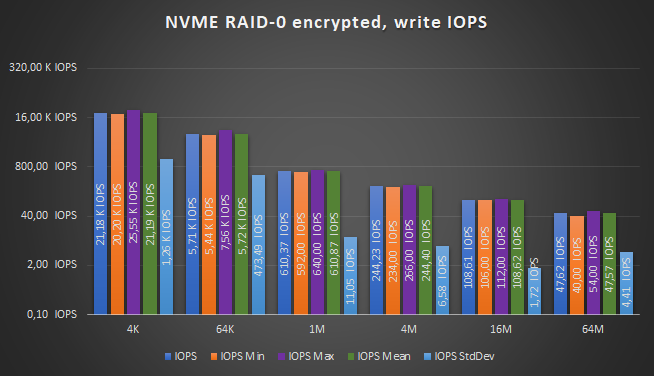 NVME RAID-0 encrypted, write IOPS
320,00 K IOPS
16,00 K IOPS
800,00 IOPS
40,00 IOPS
2,00 IOPS
0,10 IOPS
21,18 K IOPS
20,20 K IOPS
25,55 K IOPS
21,19 K IOPS
1,26 K IOPS
5,71 K IOPS
5,44 K IOPS
7,56 K IOPS
5,72 K IOPS
473,49 IOPS
610,37 IOPS
592,00 IOPS
640,00 IOPS
610,87 IOPS
11,05 IOPS
244,23 IOPS
234,00 IOPS
266,00 IOPS
244,40 IOPS
6,58 IOPS
108,61 IOPS
106,00 IOPS
112,00 IOPS
108,62 IOPS
1,72 IOPS
47,62 IOPS
40,00 IOPS
54,00 IOPS
47,57 IOPS
4,41 IOPS
4K 64K 1M 4M 16M 64M
IOPS IOPS Min IOPS Max IOPS Mean IOPS StdDev